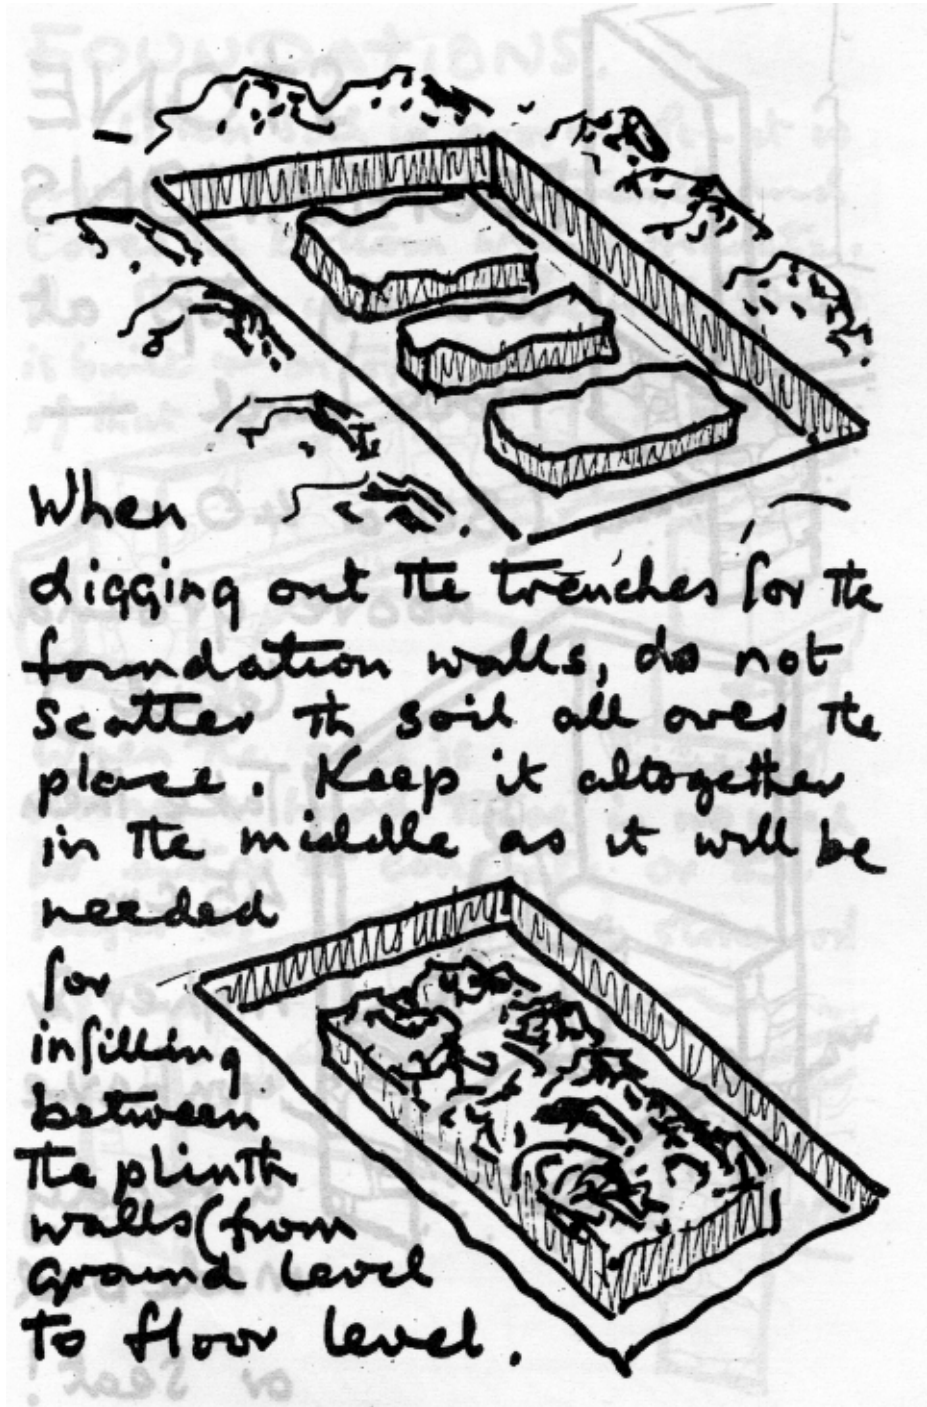 When
digging out the trenches for the
foundation walls, do not
scatter th soil all over the
place. Keep it altogether
in the middle as it will be
needed
for
infilling
between
the plinth
walls (from
ground level
to floor level.